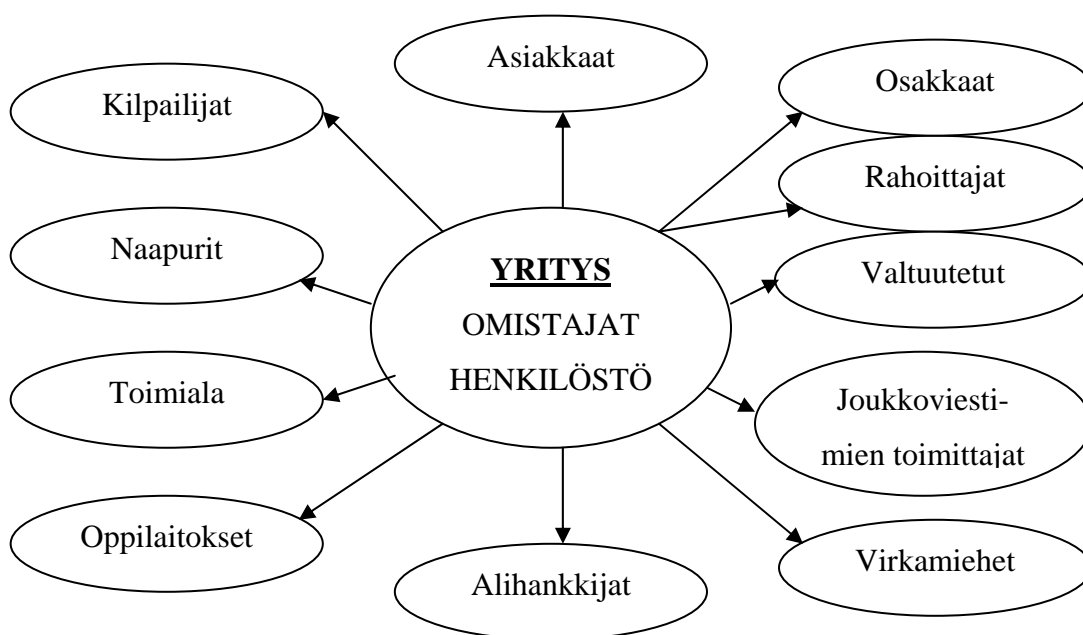 Asiakkaat
Kilpailijat
Osakkaat
Rahoittajat
Naapurit
YRITYS
OMISTAJAT
HENKILÖSTÖ
Valtuutetut
Toimiala
Joukkoviesti-
mien toimittajat
Oppilaitokset
Alihankkijat
Virkamiehet